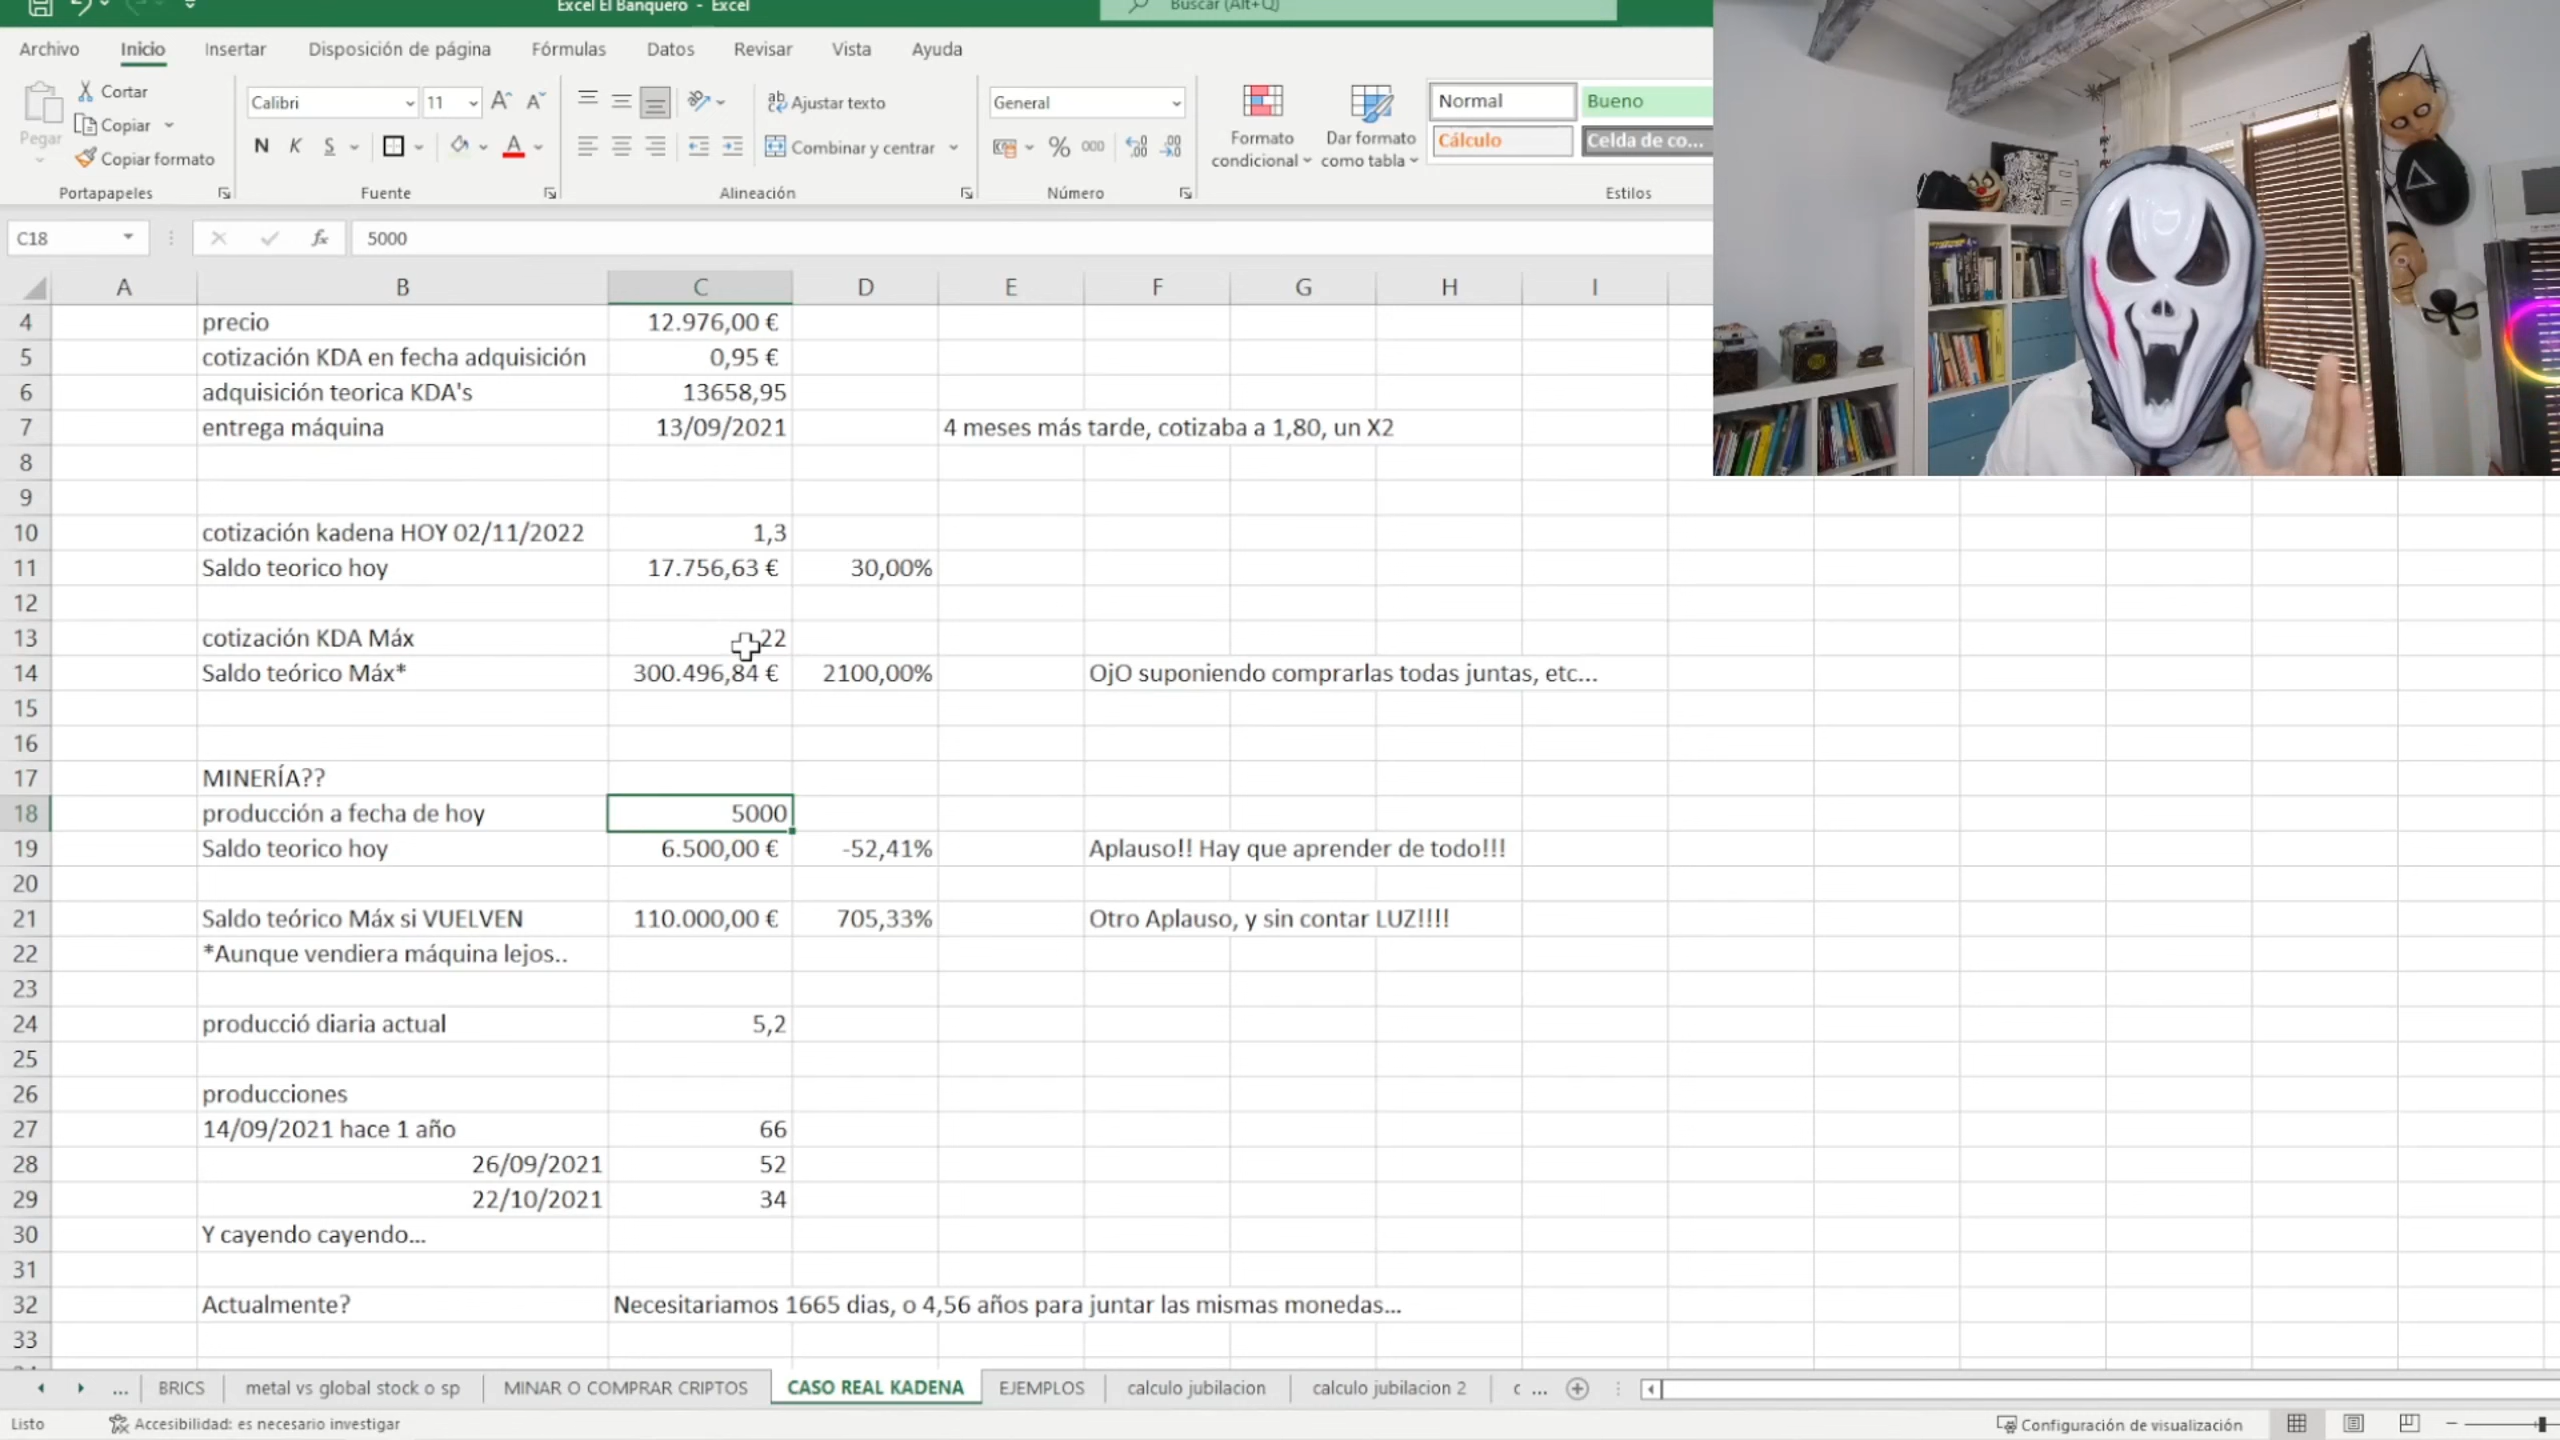 Excel El Banquero - Excel
Buscar (Alt+Q)
Archivo Inicio Insertar Disposición de página Fórmulas Datos Revisar Vista Ayuda
Pegar
Cortar
Copiar
Copiar formato
Portapapeles
Calibri 11
N K S
Fuente
Ajustar texto
Combinar y centrar
Alineación
General
% 000
Número
Formato condicional
Dar formato como tabla
Normal Bueno
Cálculo Celda de co...
Estilos
C18 fx 5000
A B C D E F G H I
4 precio 12.976,00 €
5 cotización KDA en fecha adquisición 0,95 €
6 adquisición teorica KDA's 13658,95
7 entrega máquina 13/09/2021 4 meses más tarde, cotizaba a 1,80, un X2
8
9
10 cotización kadena HOY 02/11/2022 1,3
11 Saldo teorico hoy 17.756,63 € 30,00%
12
13 cotización KDA Máx 22
14 Saldo teórico Máx* 300.496,84 € 2100,00% OjO suponiendo comprarlas todas juntas, etc...
15
16
17 MINERÍA??
18 producción a fecha de hoy 5000
19 Saldo teorico hoy 6.500,00 € -52,41% Aplauso!! Hay que aprender de todo!!!
20
21 Saldo teórico Máx si VUELVEN 110.000,00 € 705,33% Otro Aplauso, y sin contar LUZ!!!!
22 *Aunque vendiera máquina lejos..
23
24 producció diaria actual 5,2
25
26 producciones
27 14/09/2021 hace 1 año 66
28 26/09/2021 52
29 22/10/2021 34
30 Y cayendo cayendo...
31
32 Actualmente? Necesitariamos 1665 dias, o 4,56 años para juntar las mismas monedas...
33
... BRICS metal vs global stock o sp MINAR O COMPRAR CRIPTOS CASO REAL KADENA EJEMPLOS calculo jubilacion calculo jubilacion 2 c ...
Listo Accesibilidad: es necesario investigar Configuración de visualización